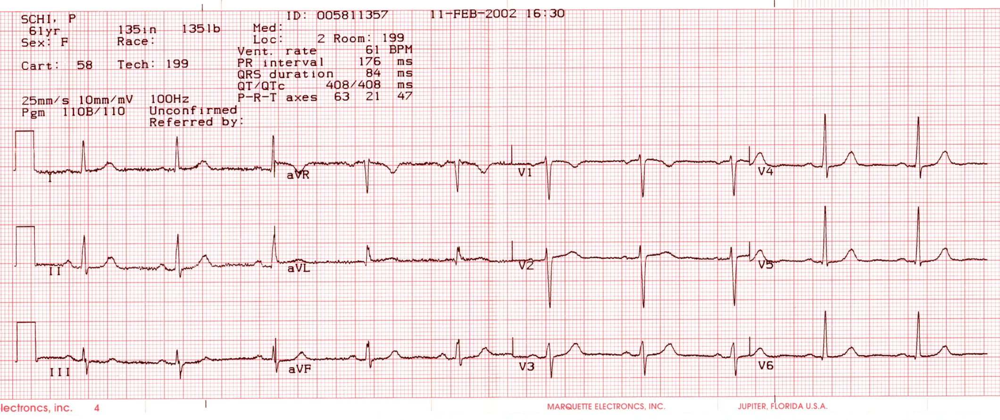 SCHI, P ID: 005811357 11-FEB-2002 16:30
61yr 135in 135lb Med:
Sex: F Race: Loc: 2 Room: 199
Vent. rate 61 BPM
Cart: 58 Tech: 199 PR interval 176 ms
QRS duration 84 ms
QT/QTc 408/408 ms
25mm/s 10mm/mV 100Hz P-R-T axes 63 21 47
Pgm 110B/110 Unconfirmed
Referred by:
I aVR V1 V4
II aVL V2 V5
III aVF V3 V6
lectroncs, inc. 4 MARQUETTE ELECTRONCS, INC. JUPITER, FLORIDA U.S.A.